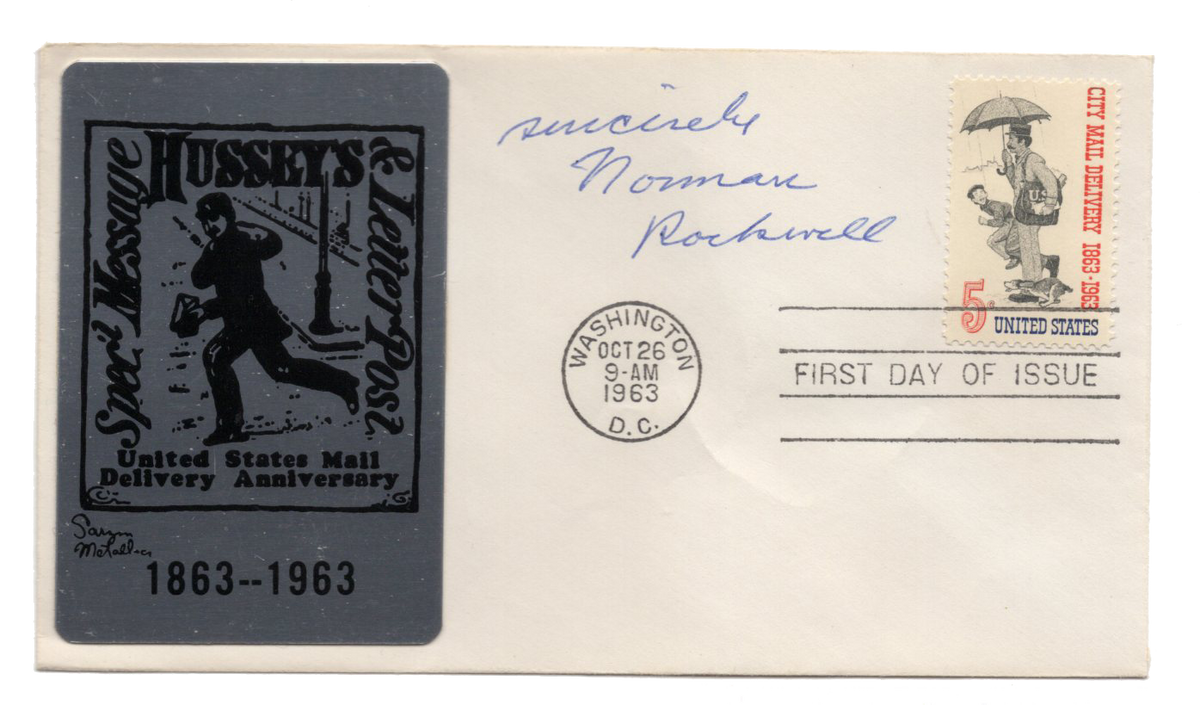 HUSSEY'S
Spec'l Message
& Letter Post
United States Mail
Delivery Anniversary
1863--1963
sincerely
Norman
Rockwell
WASHINGTON
OCT 26
9-AM
1963
D.C.
CITY MAIL DELIVERY 1863·1963
US
5c
UNITED STATES
FIRST DAY OF ISSUE